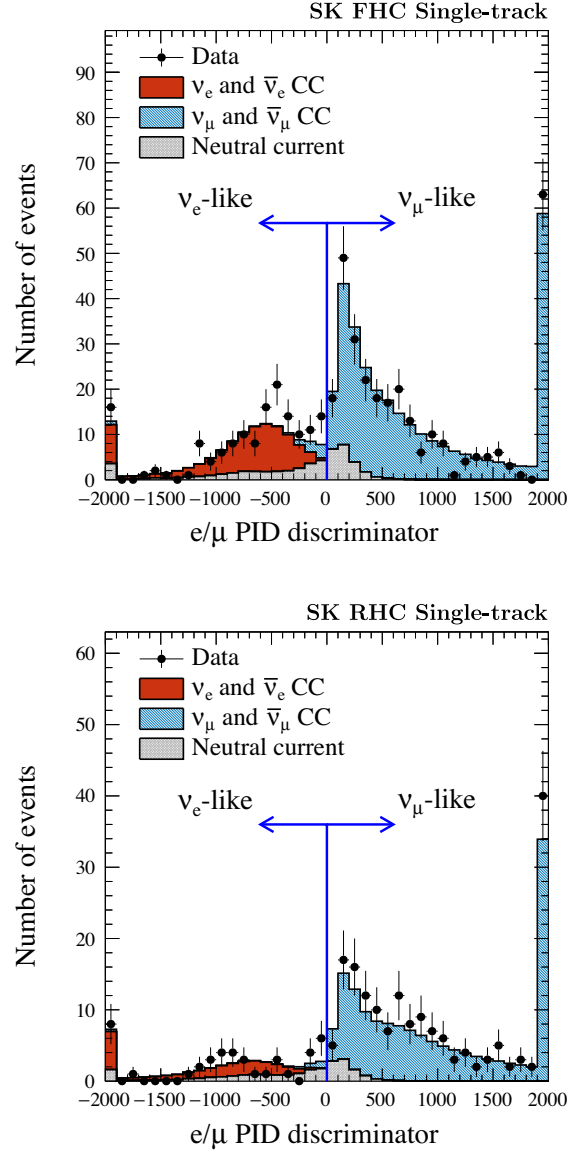 SK FHC Single-track
90
80
70
60
50
40
30
20
10
0
Number of events
Data
νe and ν̅e CC
νμ and ν̅μ CC
Neutral current
νe-like
νμ-like
−2000 −1500 −1000 −500 0 500 1000 1500 2000
e/μ PID discriminator
SK RHC Single-track
60
50
40
30
20
10
0
Number of events
Data
νe and ν̅e CC
νμ and ν̅μ CC
Neutral current
νe-like
νμ-like
−2000 −1500 −1000 −500 0 500 1000 1500 2000
e/μ PID discriminator